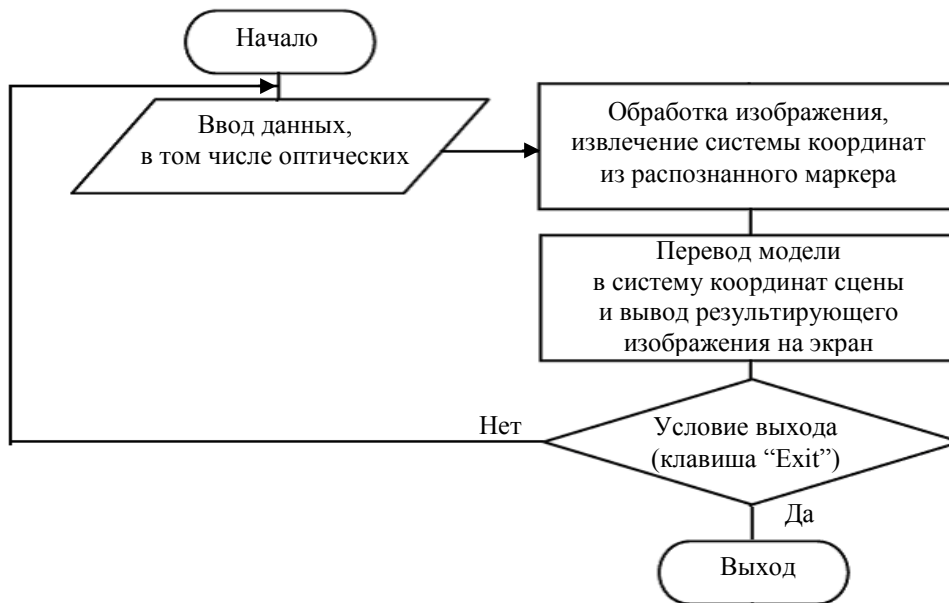 Начало
Ввод данных,
в том числе оптических
Обработка изображения,
извлечение системы координат
из распознанного маркера
Перевод модели
в систему координат сцены
и вывод результирующего
изображения на экран
Нет
Условие выхода
(клавиша “Exit”)
Да
Выход